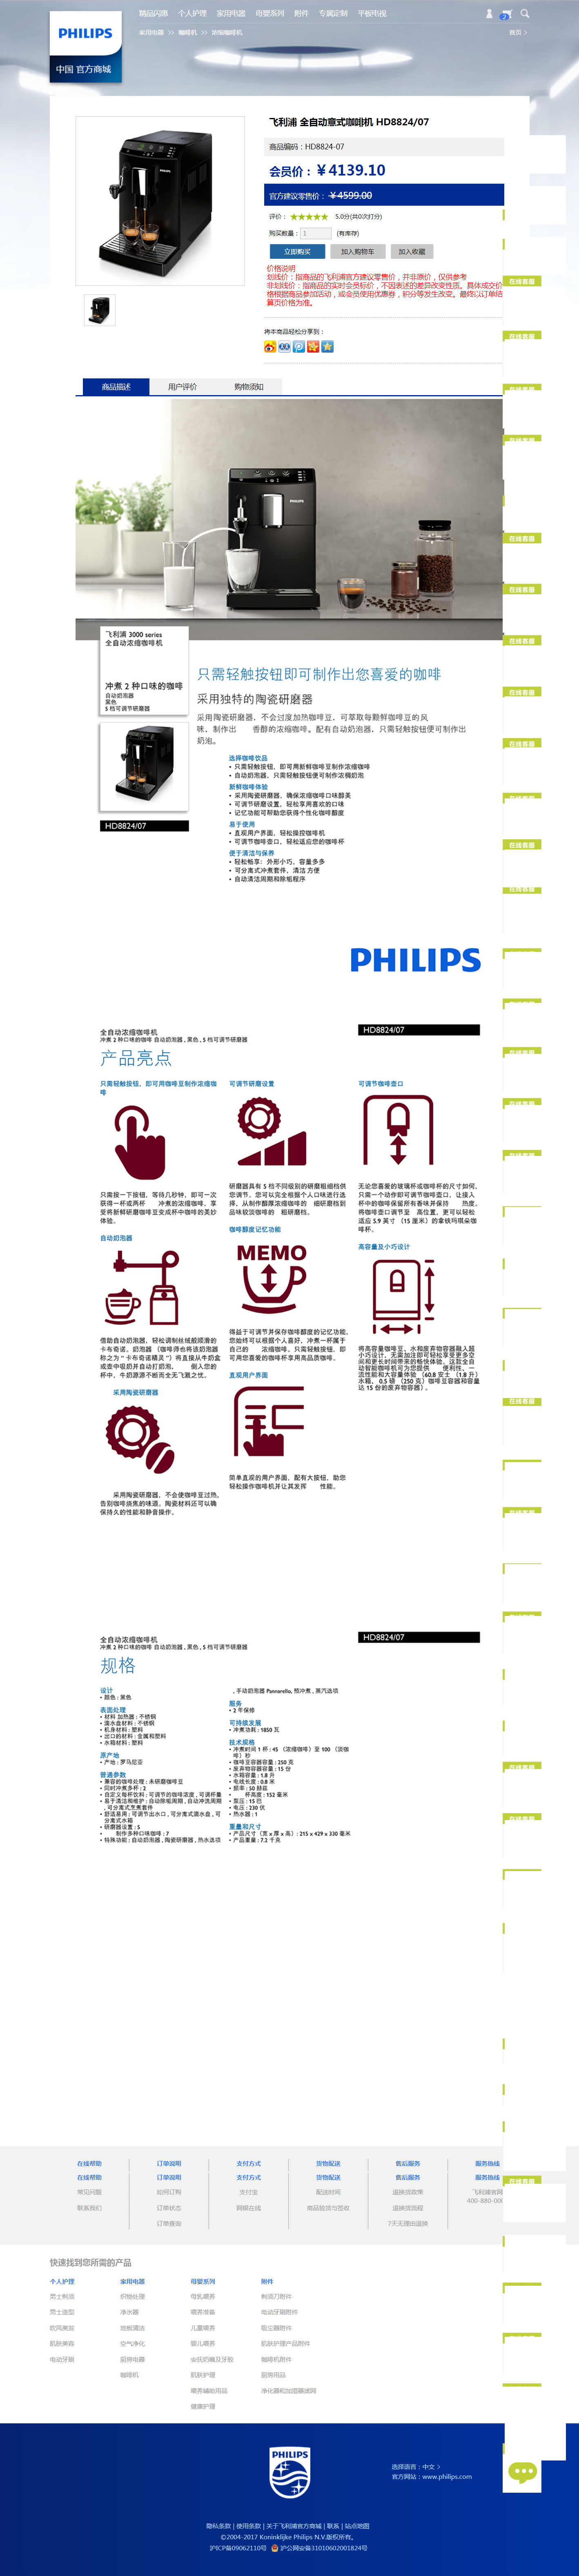 精品闪惠 个人护理 家用电器 母婴系列 附件 专属定制 平板电视
2
PHILIPS
中国 官方商城
家用电器 >> 咖啡机 >> 浓缩咖啡机
首页 >
飞利浦 全自动意式咖啡机 HD8824/07
商品编码：HD8824-07
会员价：￥4139.10
官方建议零售价：￥4599.00
评价： ★★★★★ 5.0分(共0次打分)
购买数量： 1 (有库存)
立即购买 加入购物车 加入收藏
价格说明
划线价：指商品的飞利浦官方建议零售价，并非原价，仅供参考
非划线价：指商品的实时会员标价，不因表述的差异改变性质。具体成交价
格根据商品参加活动，或会员使用优惠券，积分等发生改变。最终以订单结
算页价格为准。
将本商品轻松分享到：
在线客服
商品描述 用户评价 购物须知
PHILIPS
飞利浦 3000 series
全自动浓缩咖啡机
冲煮 2 种口味的咖啡
自动奶泡器
黑色
5 档可调节研磨器
HD8824/07
只需轻触按钮即可制作出您喜爱的咖啡
采用独特的陶瓷研磨器
采用陶瓷研磨器，不会过度加热咖啡豆，可萃取每颗鲜咖啡豆的风
味，制作出 香醇的浓缩咖啡。配有自动奶泡器，只需轻触按钮便可制作出
奶泡。
选择咖啡饮品
• 只需轻触按钮，即可用新鲜咖啡豆制作浓缩咖啡
• 自动奶泡器，只需轻触按钮便可制作浓稠奶泡
新鲜咖啡体验
• 采用陶瓷研磨器，确保浓缩咖啡口味醇美
• 可调节研磨设置，轻松享用喜欢的口味
• 记忆功能可帮助您获得个性化咖啡醇度
易于使用
• 直观用户界面，轻松操控咖啡机
• 可调节咖啡壶口，轻松适应您的咖啡杯
便于清洁与保养
• 轻松畅享：外形小巧，容量多多
• 可分离式冲煮套件，清洁 方便
• 自动清洁周期和除垢程序
PHILIPS
全自动浓缩咖啡机
冲煮 2 种口味的咖啡 自动奶泡器 , 黑色 , 5 档可调节研磨器
HD8824/07
产品亮点
只需轻触按钮，即可用咖啡豆制作浓缩咖
啡
只需按一下按钮，等待几秒钟，即可一次
获得一杯或两杯 冲煮的浓缩咖啡，享
受将新鲜研磨咖啡豆变成杯中咖啡的美妙
体验。
自动奶泡器
借助自动奶泡器，轻松调制丝绒般顺滑的
卡布奇诺。奶泡器（咖啡师也将该奶泡器
称之为 " 卡布奇诺精灵 "）将直接从牛奶盒
或壶中吸奶并自动打奶泡， 倒入您的
杯中，牛奶源源不断而全无飞溅之忧。
采用陶瓷研磨器
采用陶瓷研磨器，不会使咖啡豆过热，
告别咖啡烧焦的味道。陶瓷材料还可以确
保持久的性能和静音操作。
可调节研磨设置
研磨器具有 5 档不同级别的研磨粗细档供
您调节。您可以完全根据个人口味进行选
择，从制作醇厚浓缩咖啡的 细研磨档到
品味较淡咖啡的 粗研磨档。
咖啡醇度记忆功能
MEMO
得益于可调节并保存咖啡醇度的记忆功能，
您始终可以根据个人喜好，冲煮一杯属于
自己的 浓缩咖啡。只需轻触按钮，即
可用您喜爱的咖啡杯享用高品质咖啡。
直观用户界面
简单直观的用户界面，配有大按钮，助您
轻松操作咖啡机并让其发挥 性能。
可调节咖啡壶口
无论您喜爱的玻璃杯或咖啡杯的尺寸如何，
只需一个动作即可调节咖啡壶口，让接入
杯中的咖啡保留所有香味并保持 热度。
将咖啡壶口调节至 高位置，更可以轻松
适应 5.9 英寸 （15 厘米）的拿铁玛琪朵咖
啡杯。
高容量及小巧设计
将高容量咖啡豆、水和废弃物容器融入超
小巧设计，无需加注即可轻松享受更多空
间和更长时间带来的畅快体验。这款全自
动智能咖啡机可为您提供 便利性、一
流性能和大容量体验 （60.8 安士 （1.8 升）
水箱、 0.5 磅 （250 克）咖啡豆容器和容量
达 15 份的废弃物容器）。
全自动浓缩咖啡机
冲煮 2 种口味的咖啡 自动奶泡器 , 黑色 , 5 档可调节研磨器
HD8824/07
规格
设计
• 颜色 : 黑色
表面处理
• 材料 加热器 : 不锈钢
• 滴水盘材料 : 不锈钢
• 机身材料 : 塑料
• 出口的材料 : 金属和塑料
• 水箱材料 : 塑料
原产地
• 产地 : 罗马尼亚
普通参数
• 兼容的咖啡处理 : 未研磨咖啡豆
• 同时冲煮多杯 : 2
• 自定义每杯饮料 : 可调节的咖啡浓度 , 可调杯量
• 易于清洁和维护 : 自动除垢周期 , 自动冲洗周期
, 可分离式烹煮套件
• 舒适易用 : 可调节出水口 , 可分离式滴水盘 , 可
分离式水箱
• 研磨器设置 : 5
• 制作多种口味咖啡 : 7
• 特殊功能 : 自动奶泡器 , 陶瓷研磨器 , 热水选项
, 手动奶泡器 Pannarello, 预冲煮 , 蒸汽选项
服务
• 2 年保修
可持续发展
• 冲煮功耗 : 1850 瓦
技术规格
• 冲煮时间 1 杯 : 45 （浓缩咖啡）至 100 （淡咖
啡）秒
• 咖啡豆容器容量 : 250 克
• 废弃物容器容量 : 15 份
• 水箱容量 : 1.8 升
• 电线长度 : 0.8 米
• 频率 : 50 赫兹
• 杯高度 : 152 毫米
• 泵压 : 15 巴
• 电压 : 230 伏
• 热水器 : 1
重量和尺寸
• 产品尺寸（宽 x 厚 x 高）: 215 x 429 x 330 毫米
• 产品重量 : 7.2 千克
在线帮助 订单说明 支付方式 货物配送 售后服务 服务热线
在线帮助 订单说明 支付方式 货物配送 售后服务 服务热线
常见问题 如何订购 支付宝 配送时间 退换货政策 飞利浦官网
400-880-000
联系我们 订单状态 网银在线 商品验货与签收 退换货流程
订单查询 7天无理由退换
快速找到您所需的产品
个人护理 家用电器 母婴系列 附件
男士剃须 织物处理 母乳喂养 剃须刀附件
男士造型 净水器 喂养准备 电动牙刷附件
吹风美发 地板清洁 儿童喂养 吸尘器附件
肌肤美容 空气净化 婴儿喂养 肌肤护理产品附件
电动牙刷 厨房电器 安抚奶嘴及牙胶 咖啡机附件
咖啡机 肌肤护理 厨房用品
喂养辅助用品 净化器和加湿器滤网
健康护理
PHILIPS
选择语言：中文 >
官方网站：www.philips.com
隐私条款 | 使用条款 | 关于飞利浦官方商城 | 联系 | 站点地图
©2004-2017 Koninklijke Philips N.V.版权所有。
沪ICP备09062110号 沪公网安备31010602001824号